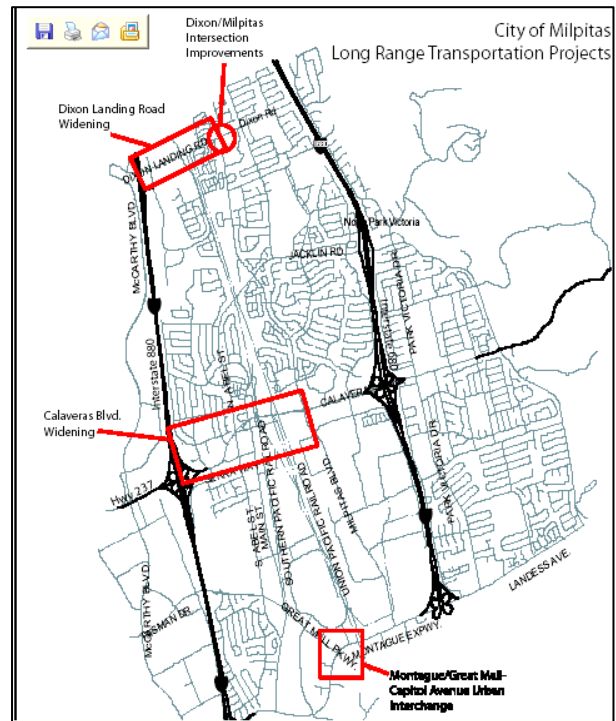 City of Milpitas
Long Range Transportation Projects
Dixon/Milpitas
Intersection
Improvements
Dixon Landing Road
Widening
DIXON LANDING RD
Dixon Rd
McCARTHY BLVD.
Park Victoria
JACKLIN RD
PARK VICTORIA DR.
Interstate 880
N. ABEL ST.
CALAVERAS
Calaveras Blvd.
Widening
Hwy 237
S. ABEL ST.
MAIN ST.
SOUTHERN PACIFIC RAILROAD
UNION PACIFIC RAILROAD
MILPITAS BLVD.
PARK VICTORIA DR.
LANDESS AVE.
McCARTHY BLVD.
GREAT MALL PKWY.
MONTAGUE EXPWY.
Montague/Great Mall-
Capitol Avenue Urban
Interchange